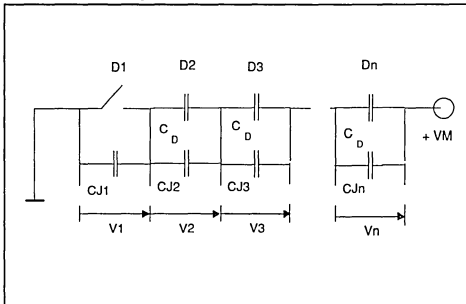 D1 D2 D3 Dn
C D C D C D + VM
CJ1 CJ2 CJ3 CJn
V1 V2 V3 Vn